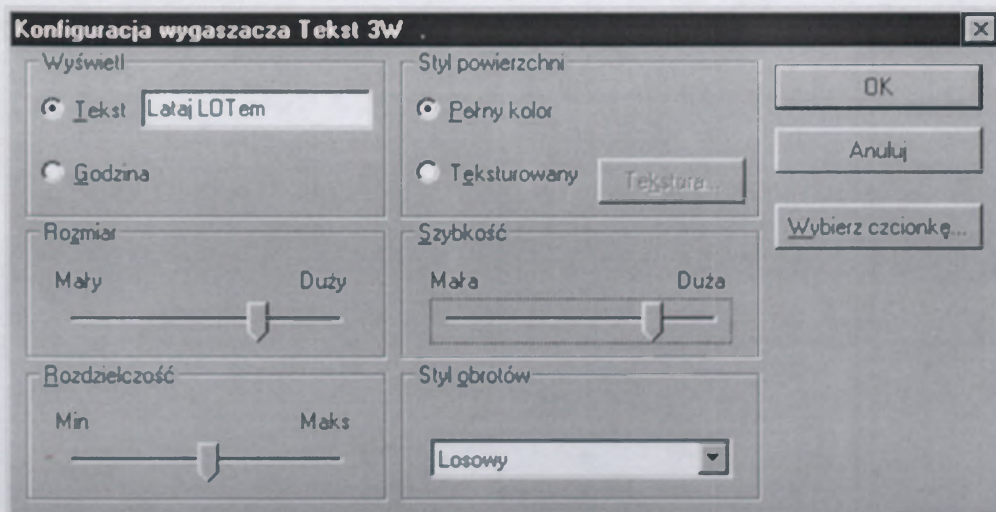 Konfiguracja wygaszacza Tekst 3W
Wyświetl
Tekst Lataj LOTem
Godzina
Styl powierzchni
Pełny kolor
Teksturowany Tekstura...
OK
Anuluj
Wybierz czcionkę...
Rozmiar
Mały Duży
Szybkość
Mała Duża
Rozdzielczość
Min Maks
Styl obrotów
Losowy